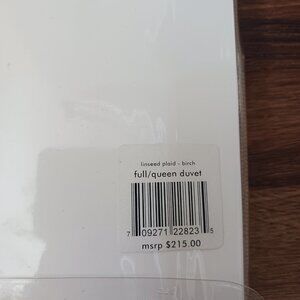 linseed plaid - birch
full/queen duvet
7 09271 22823 5
msrp $215.00